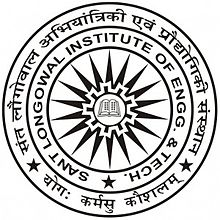 संत लौंगोवाल अभियांत्रिकी एवं प्रौद्योगिकी संस्थान
SANT LONGOWAL INSTITUTE OF ENGG. & TECH.
योगः कर्मसु कौशलम्